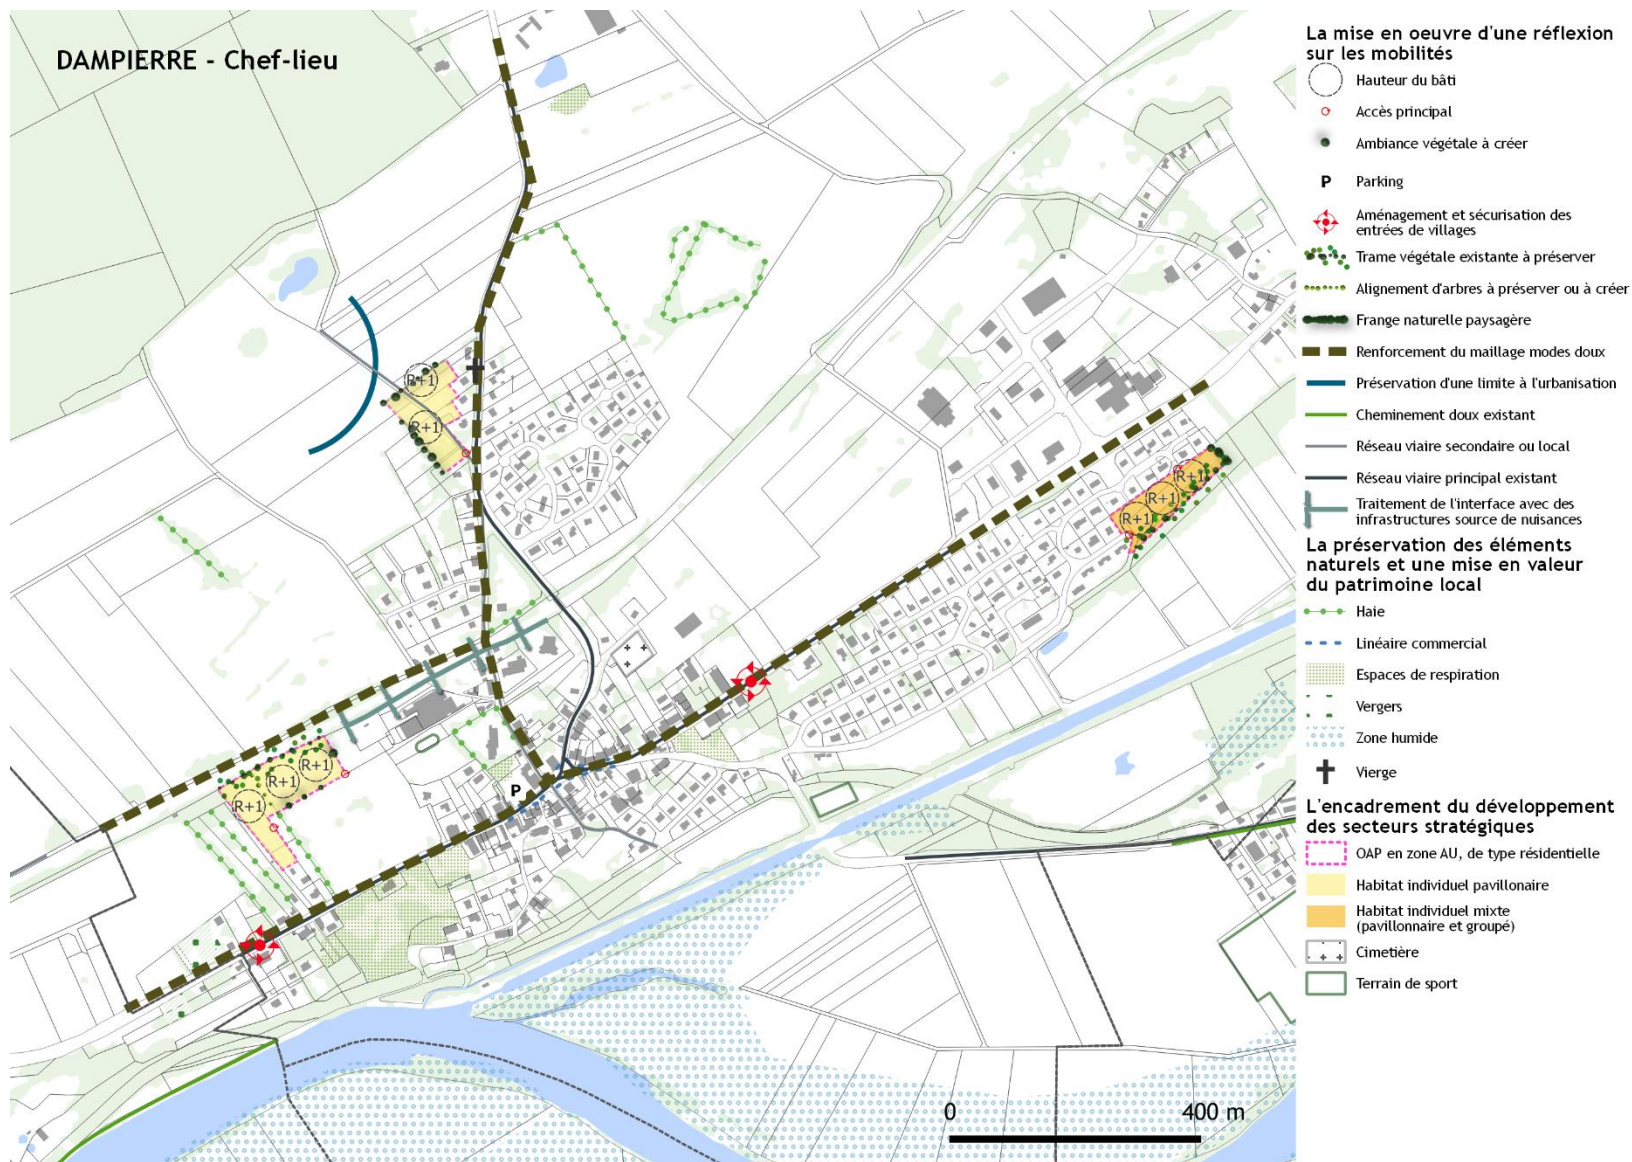 DAMPIERRE - Chef-lieu
La mise en oeuvre d'une réflexion
sur les mobilités
Hauteur du bâti
Accès principal
Ambiance végétale à créer
P
Parking
Aménagement et sécurisation des
entrées de villages
Trame végétale existante à préserver
Alignement d'arbres à préserver ou à créer
Frange naturelle paysagère
Renforcement du maillage modes doux
Préservation d'une limite à l'urbanisation
Cheminement doux existant
Réseau viaire secondaire ou local
Réseau viaire principal existant
Traitement de l'interface avec des
infrastructures source de nuisances
La préservation des éléments
naturels et une mise en valeur
du patrimoine local
Haie
Linéaire commercial
Espaces de respiration
Vergers
Zone humide
Vierge
L'encadrement du développement
des secteurs stratégiques
OAP en zone AU, de type résidentielle
Habitat individuel pavillonaire
Habitat individuel mixte
(pavillonnaire et groupé)
Cimetière
Terrain de sport
R+1
R+1
R+1
R+1
R+1
R+1
R+1
R+1
P
0
400 m